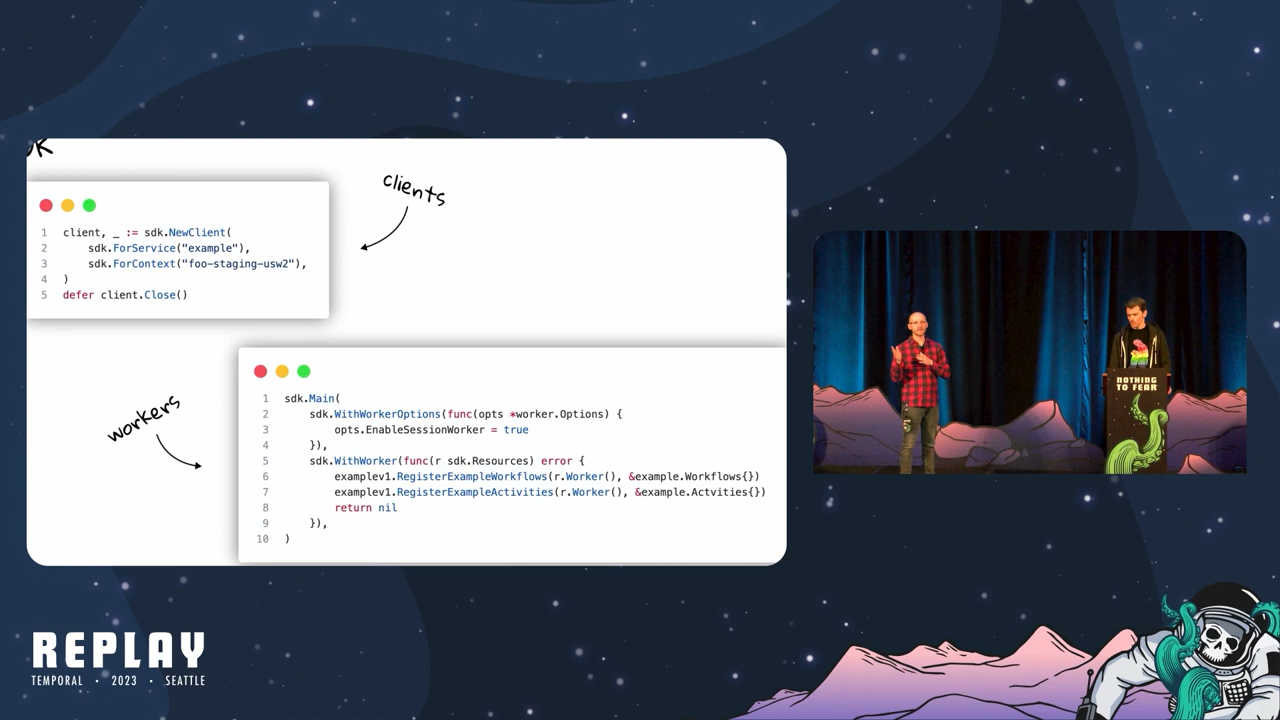 clients
1 client, _ := sdk.NewClient(
2 sdk.ForService("example"),
3 sdk.ForContext("foo-staging-usw2"),
4 )
5 defer client.Close()
workers
1 sdk.Main(
2 sdk.WithWorkerOptions(func(opts *worker.Options) {
3 opts.EnableSessionWorker = true
4 }),
5 sdk.WithWorker(func(r sdk.Resources) error {
6 examplev1.RegisterExampleWorkflows(r.Worker(), &example.Workflows{})
7 examplev1.RegisterExampleActivities(r.Worker(), &example.Actvities{})
8 return nil
9 }),
10 )
NOTHING
TO FEAR
REPLAY
TEMPORAL • 2023 • SEATTLE